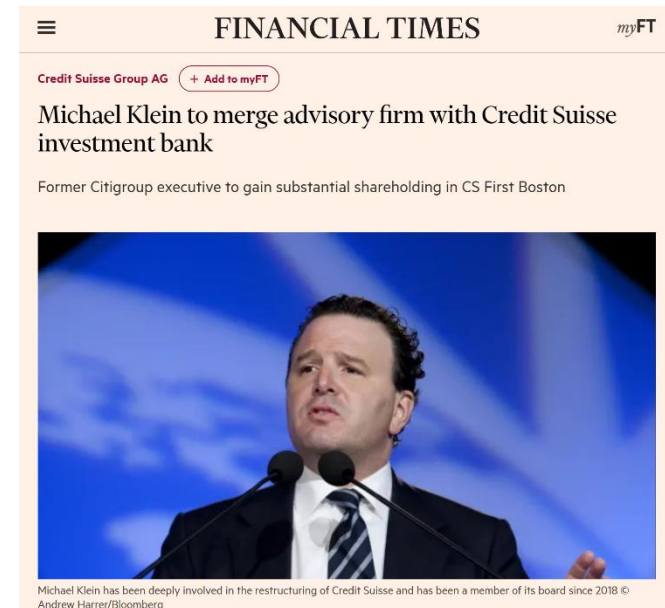 FINANCIAL TIMES
myFT
Credit Suisse Group AG
+ Add to myFT
Michael Klein to merge advisory firm with Credit Suisse
investment bank
Former Citigroup executive to gain substantial shareholding in CS First Boston
Michael Klein has been deeply involved in the restructuring of Credit Suisse and has been a member of its board since 2018 ©
Andrew Harrer/Bloomberg